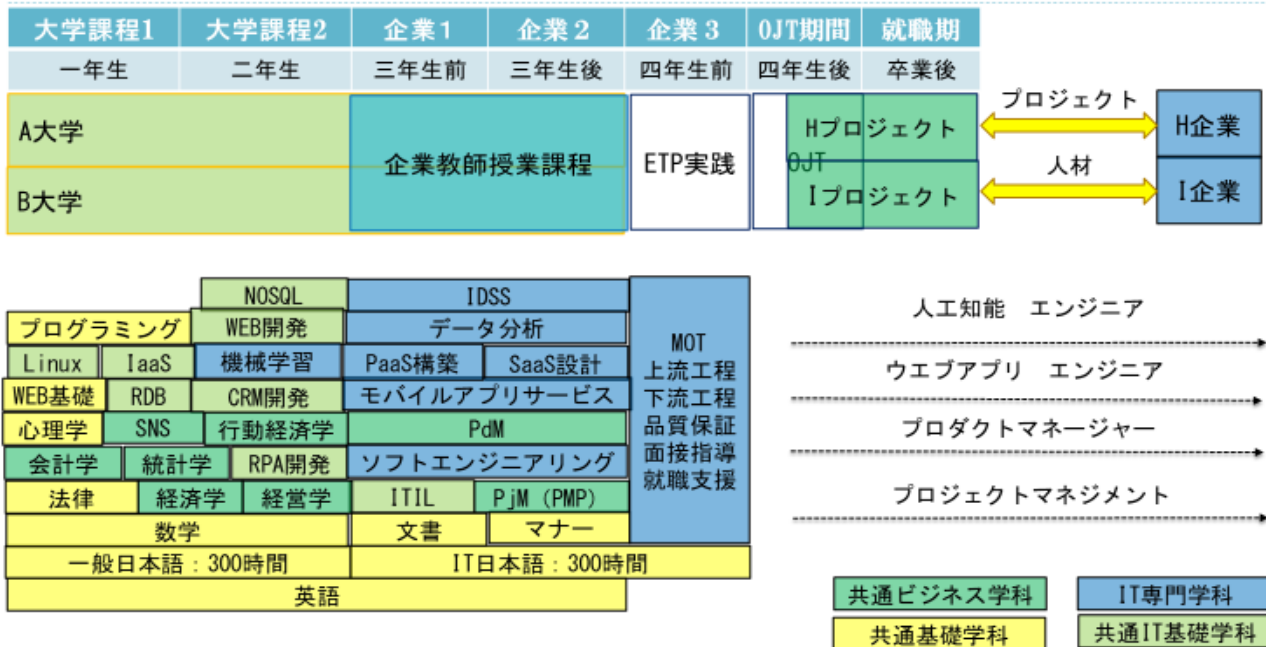 大学課程1 大学課程2 企業1 企業2 企業3 OJT期間 就職期
一年生 二年生 三年生前 三年生後 四年生前 四年生後 卒業後
A大学
B大学
企業教師授業課程
ETP実践
OJT
Hプロジェクト
Iプロジェクト
プロジェクト
人材
H企業
I企業
NOSQL IDSS
プログラミング WEB開発 データ分析
Linux IaaS 機械学習 PaaS構築 SaaS設計
WEB基礎 RDB CRM開発 モバイルアプリサービス
心理学 SNS 行動経済学 PdM
会計学 統計学 RPA開発 ソフトエンジニアリング
法律 経済学 経営学 ITIL PjM (PMP)
数学 文書 マナー
一般日本語：300時間 IT日本語：300時間
英語
MOT
上流工程
下流工程
品質保証
面接指導
就職支援
人工知能 エンジニア
ウエブアプリ エンジニア
プロダクトマネージャー
プロジェクトマネジメント
共通ビジネス学科 IT専門学科
共通基礎学科 共通IT基礎学科